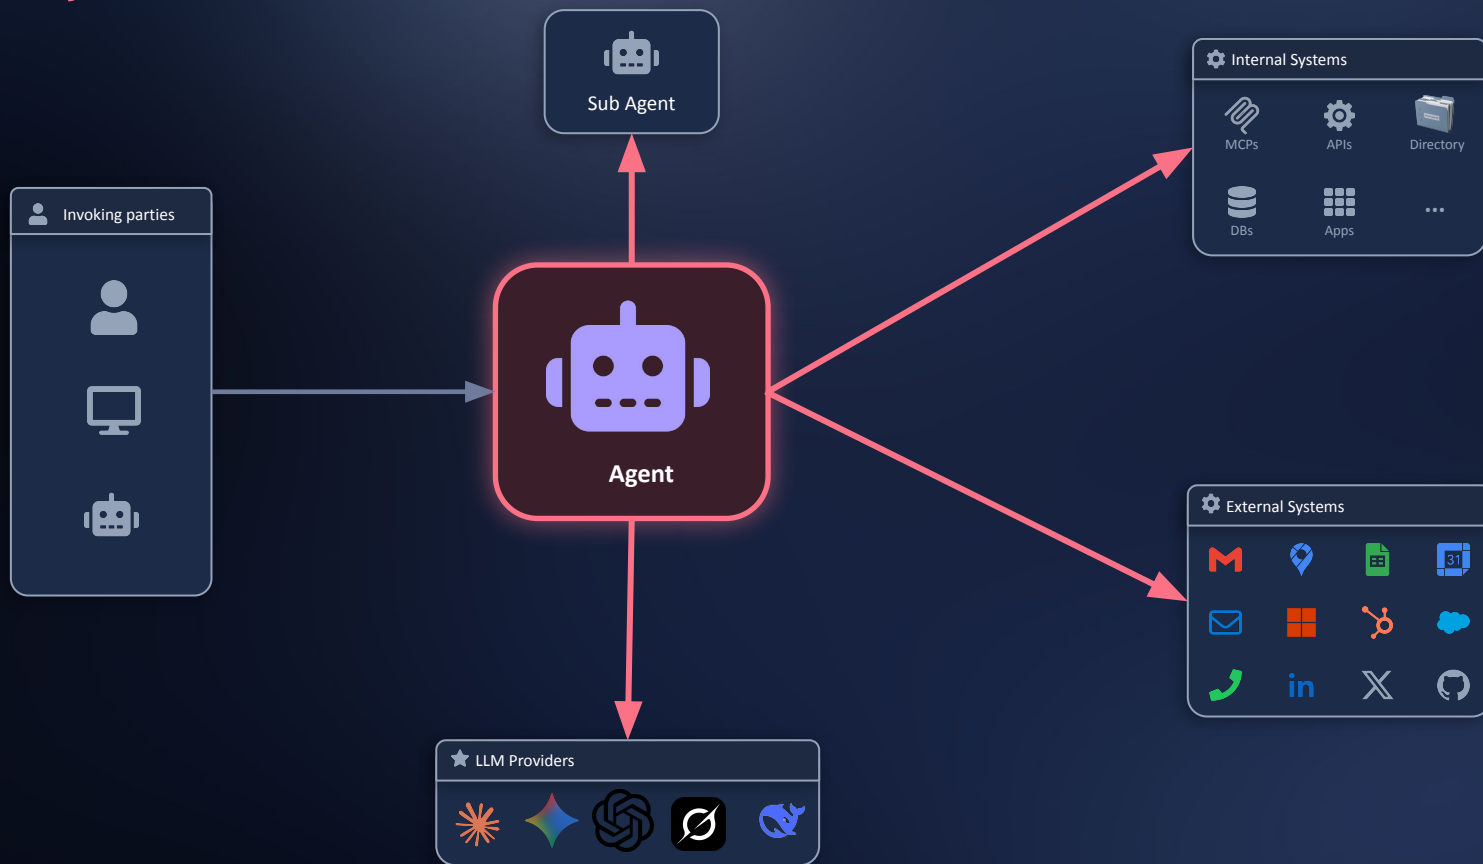 Sub Agent
Internal Systems
MCPs
APIs
Directory
DBs
Apps
...
Invoking parties
Agent
External Systems
31
in
LLM Providers